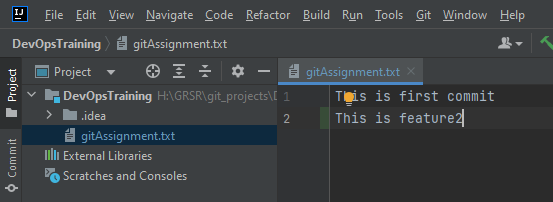 IJ File Edit View Navigate Code Refactor Build Run Tools Git Window Help
DevOpsTraining gitAssignment.txt
Project
Commit
Project
DevOpsTraining H:\GRSR\git_projects\D
.idea
gitAssignment.txt
External Libraries
Scratches and Consoles
gitAssignment.txt
1 This is first commit
2 This is feature2